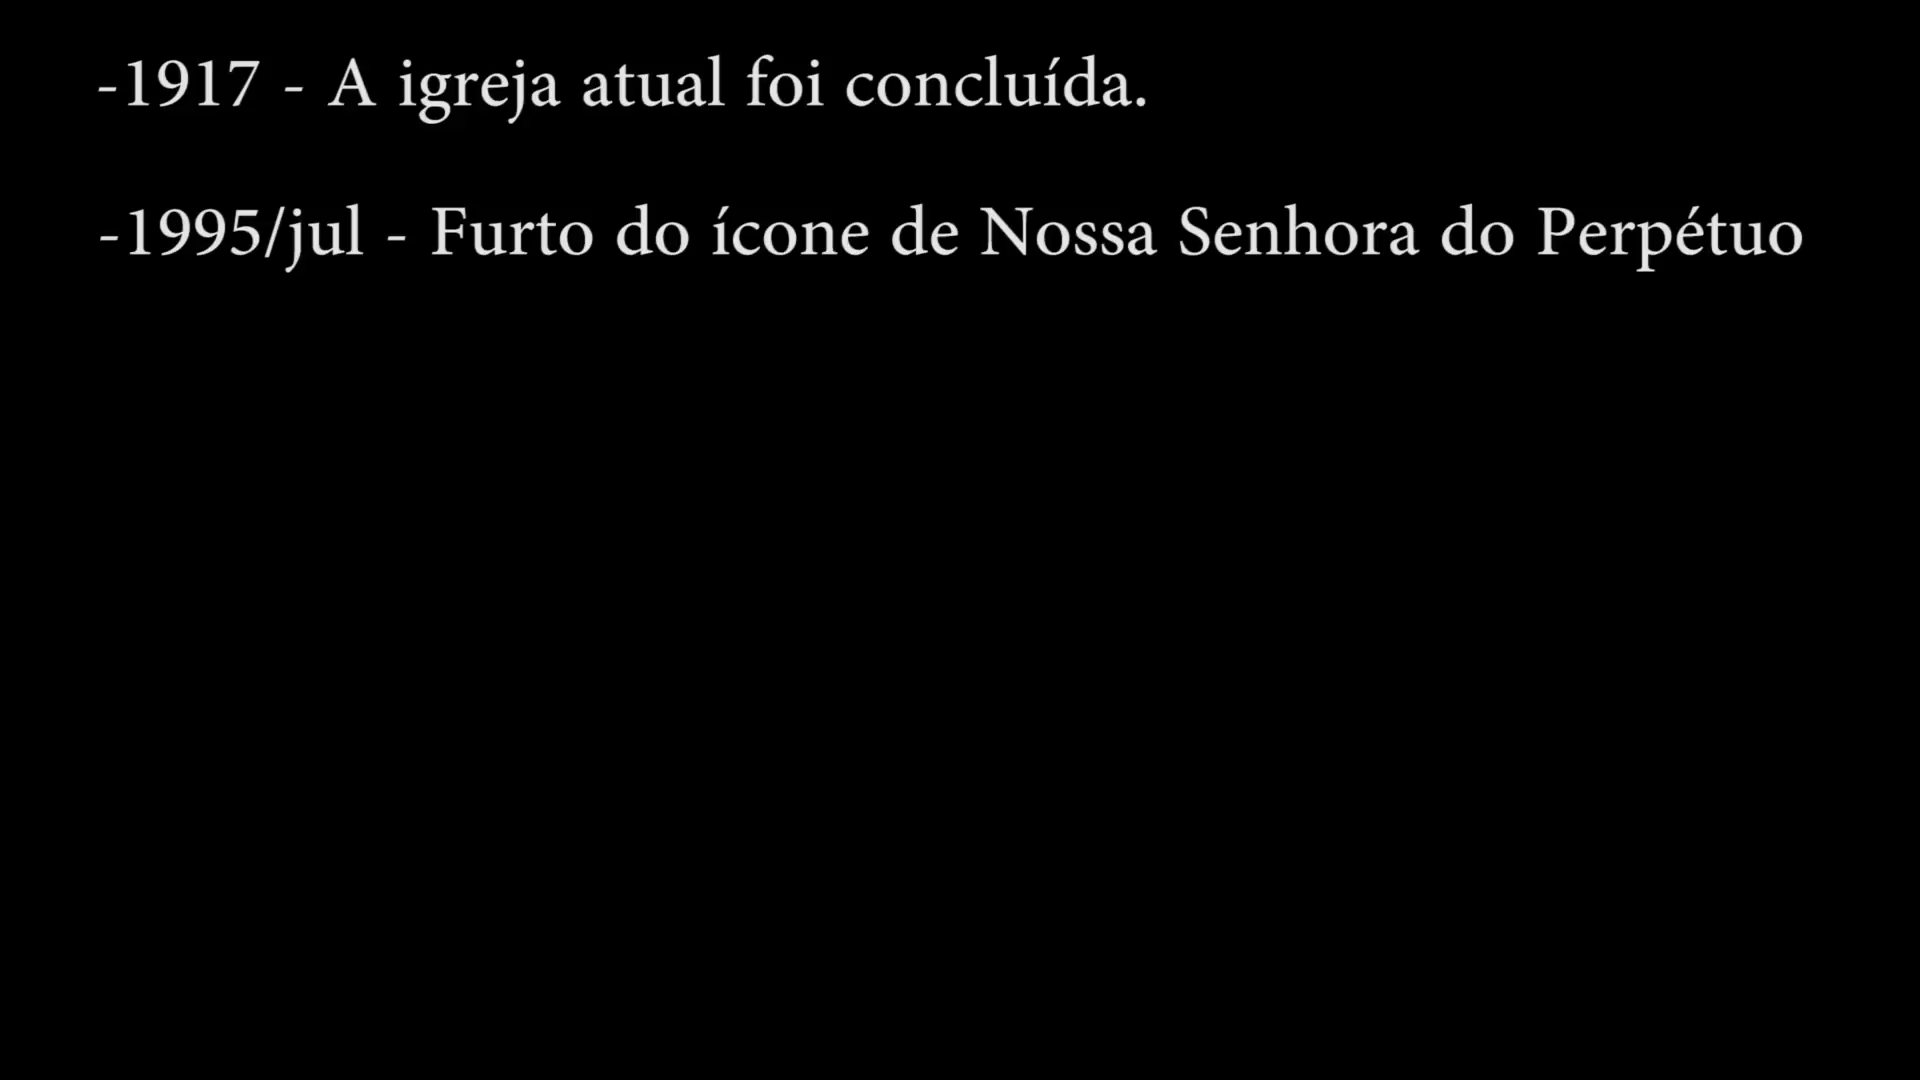 -1917 - A igreja atual foi concluída.
-1995/jul - Furto do ícone de Nossa Senhora do Perpétuo